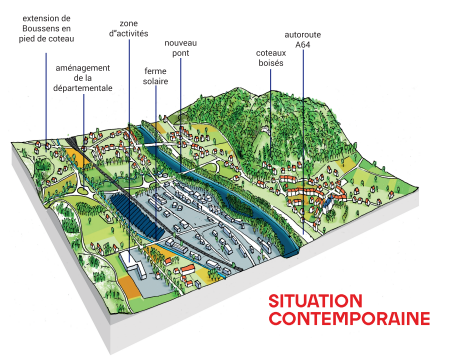 extension de
Boussens en
pied de coteau
zone
d"activités
aménagement
de la
départementale
ferme
solaire
nouveau
pont
coteaux
boisés
autoroute
A64
SITUATION
CONTEMPORAINE